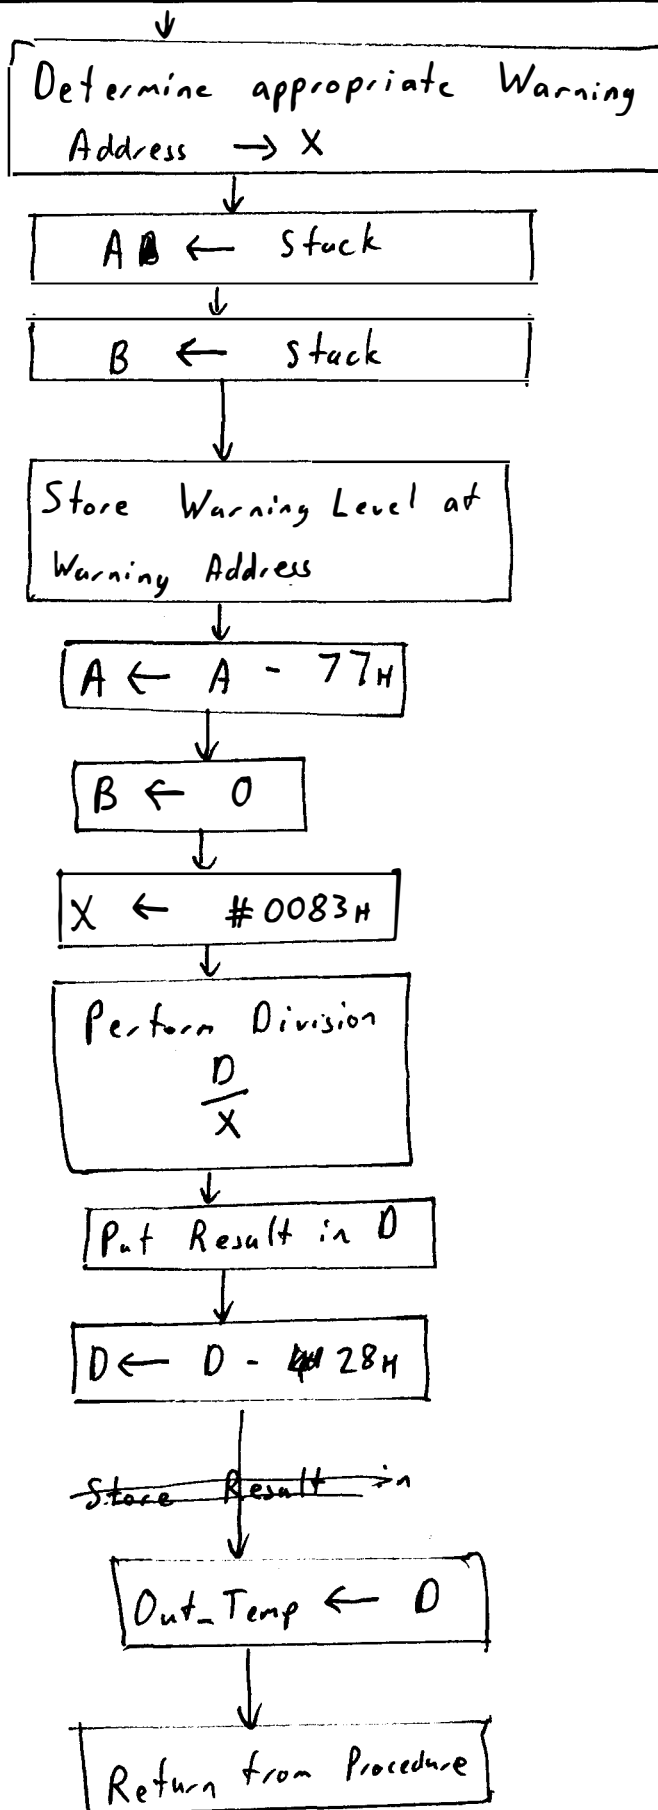 Determine appropriate Warning
Address → X
A ← Stack
B ← Stack
Store Warning Level at
Warning Address
A ← A - 77H
B ← 0
X ← #0083H
Perform Division
D
X
Put Result in D
D ← D - 28H
Store Result in
Out_Temp ← D
Return from Procedure